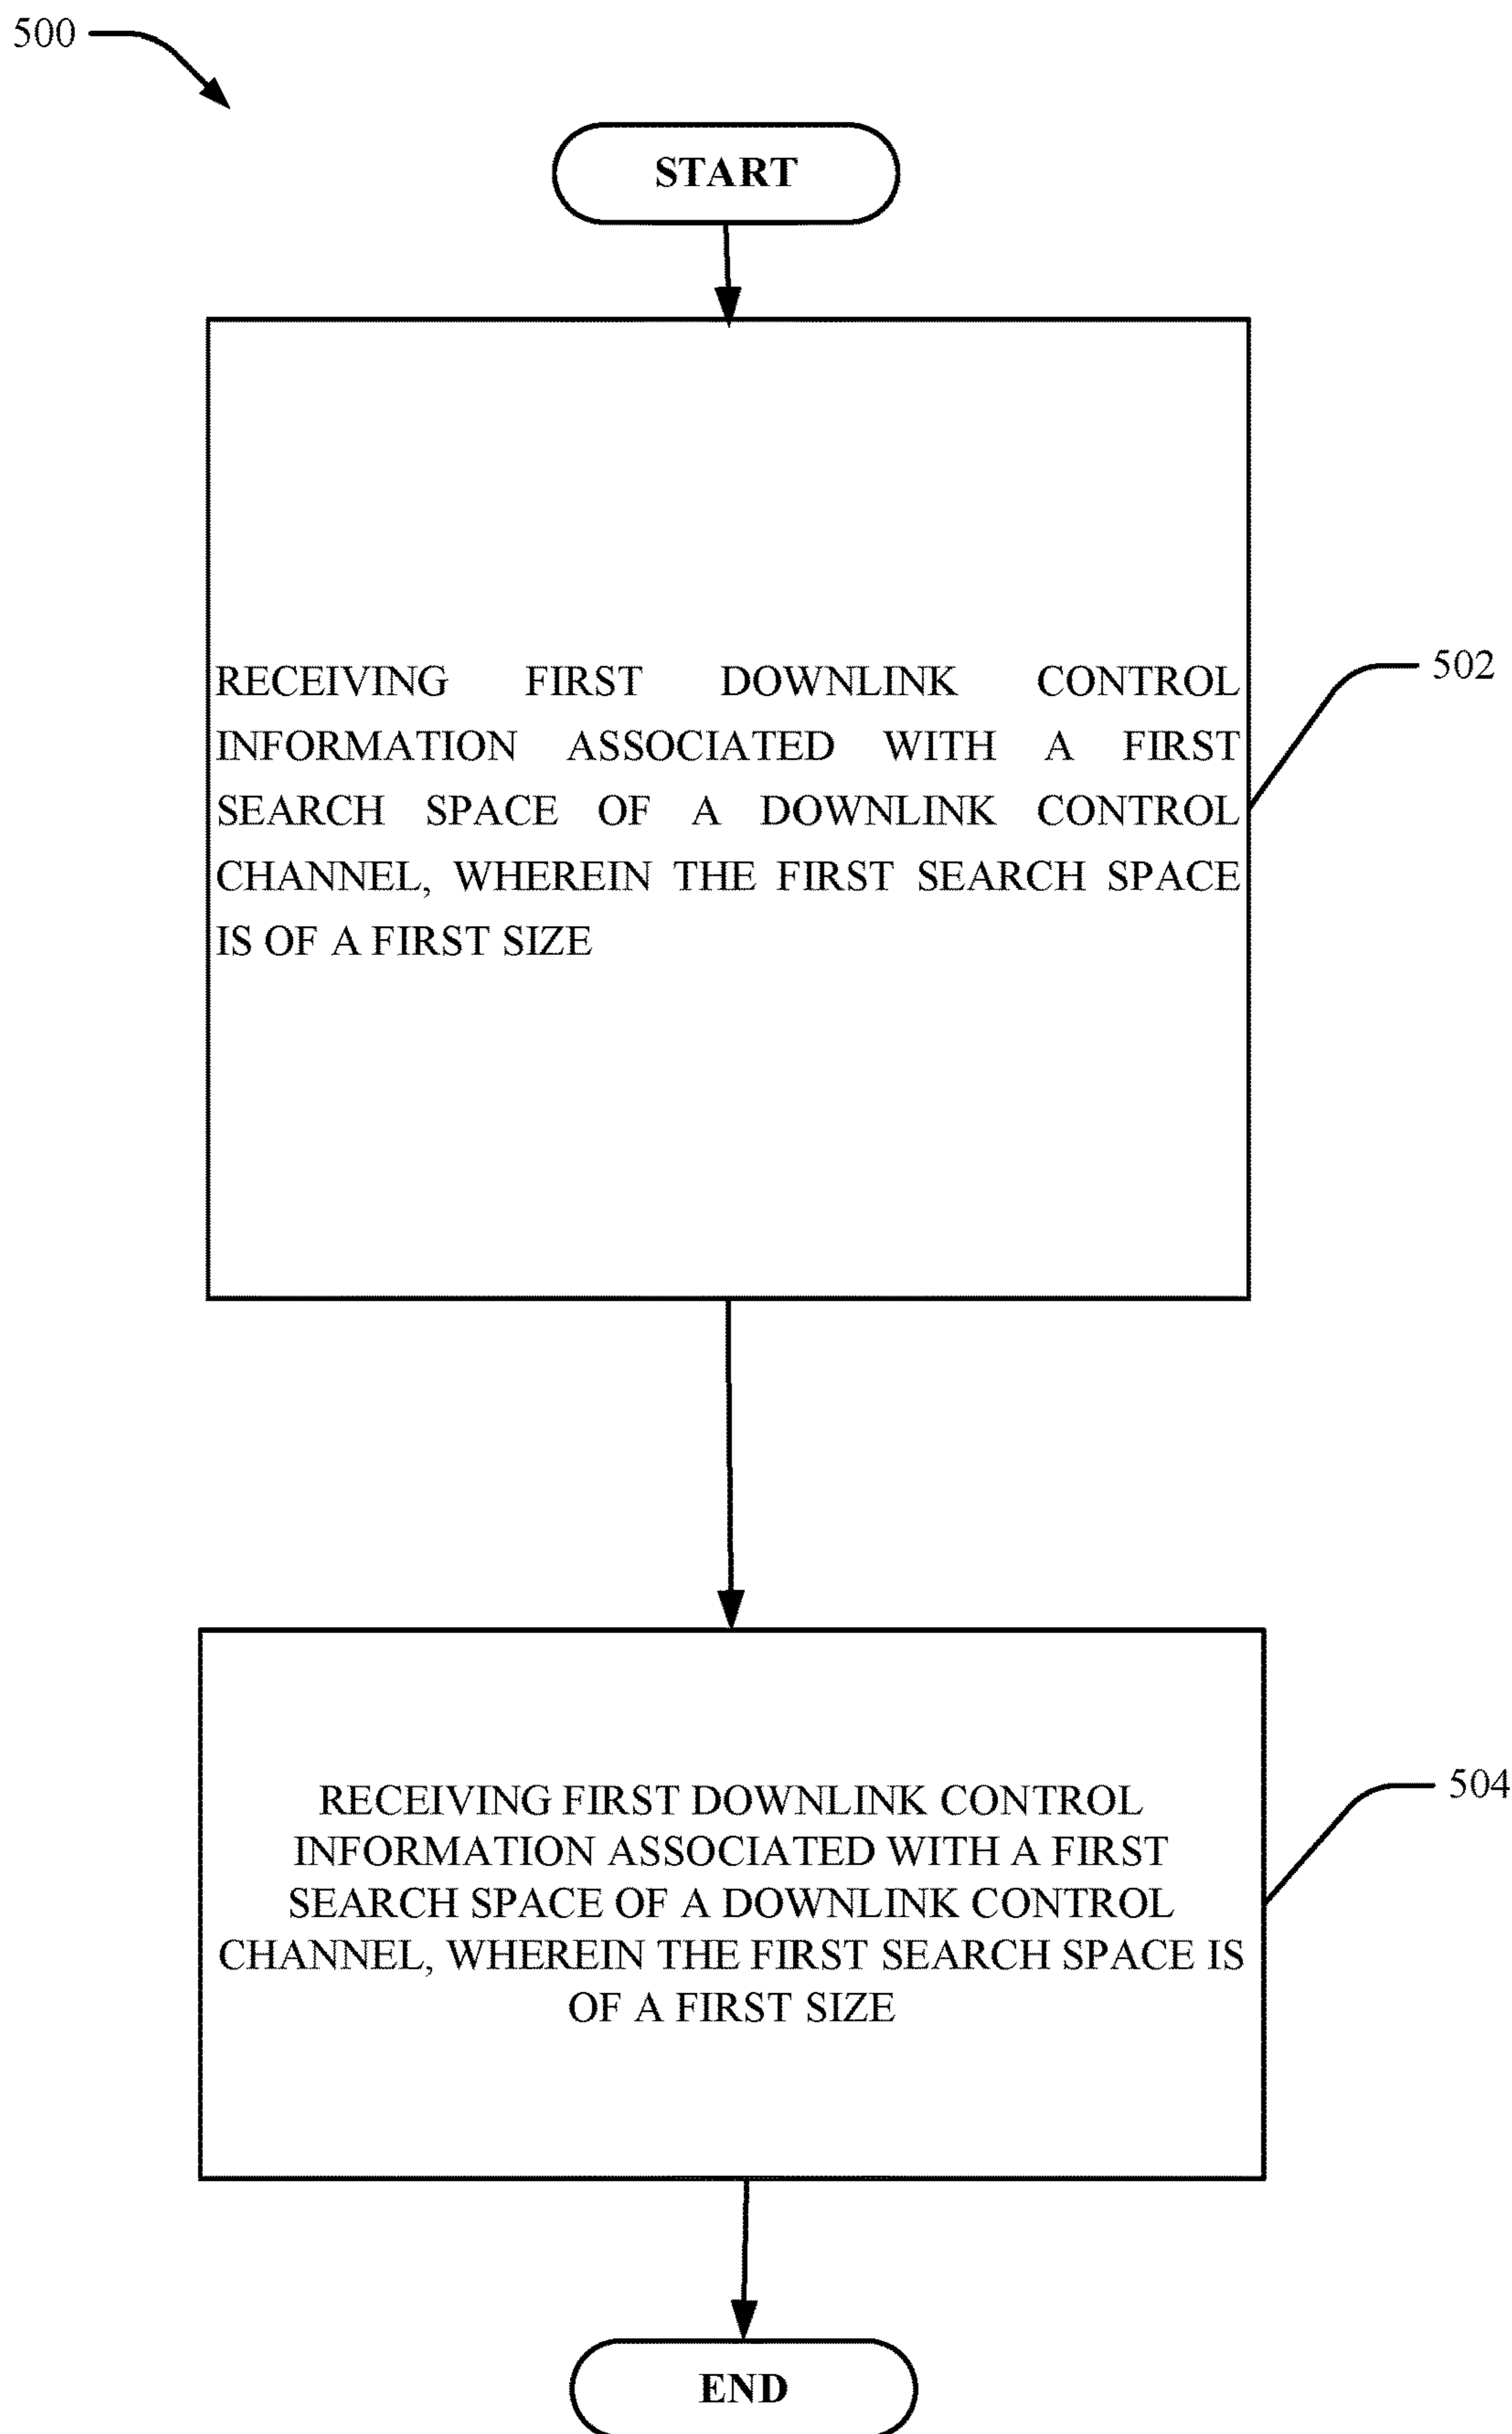 500
START
RECEIVING FIRST DOWNLINK CONTROL
INFORMATION ASSOCIATED WITH A FIRST
SEARCH SPACE OF A DOWNLINK CONTROL
CHANNEL, WHEREIN THE FIRST SEARCH SPACE
IS OF A FIRST SIZE
502
RECEIVING FIRST DOWNLINK CONTROL
INFORMATION ASSOCIATED WITH A FIRST
SEARCH SPACE OF A DOWNLINK CONTROL
CHANNEL, WHEREIN THE FIRST SEARCH SPACE IS
OF A FIRST SIZE
504
END